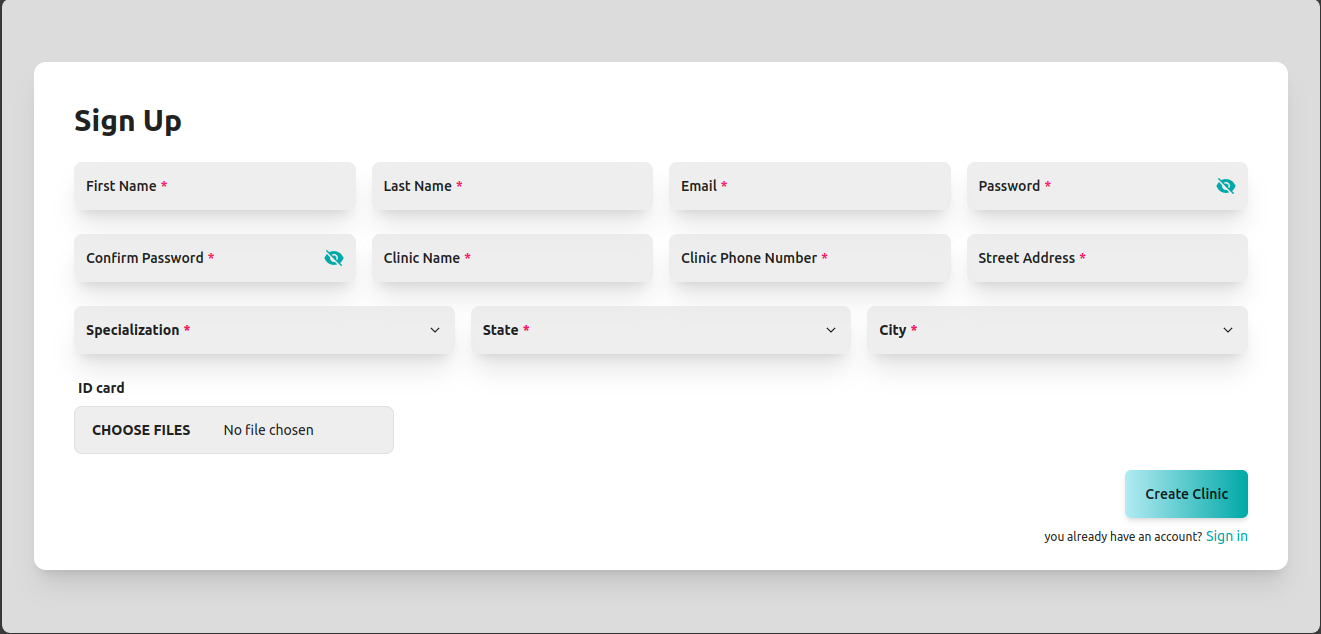 Sign Up
First Name * Last Name * Email * Password *
Confirm Password * Clinic Name * Clinic Phone Number * Street Address *
Specialization * State * City *
ID card
CHOOSE FILES No file chosen
Create Clinic
you already have an account? Sign in